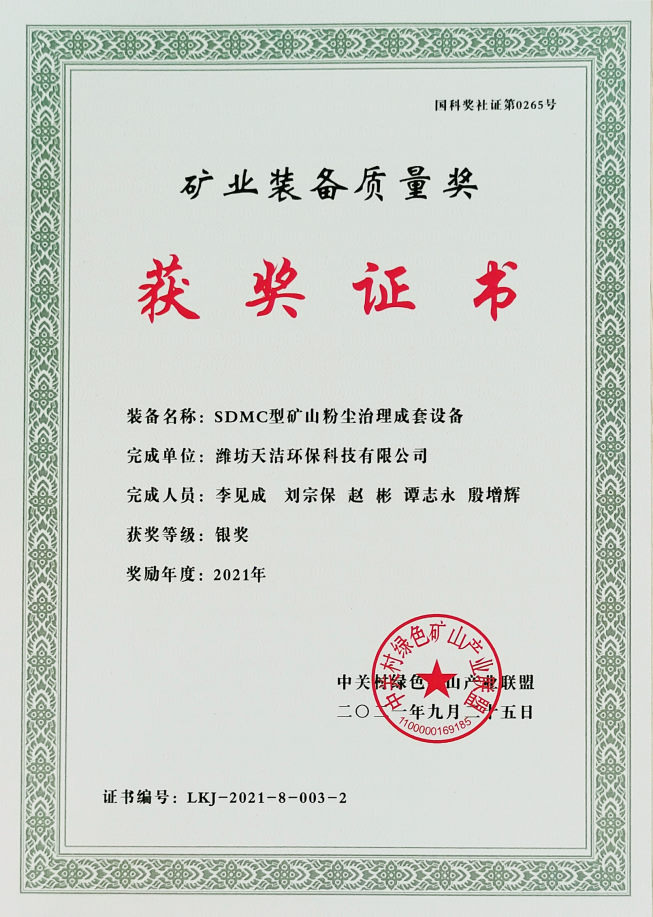 国科奖社证第0265号
矿业装备质量奖
获奖证书
装备名称：SDMC型矿山粉尘治理成套设备
完成单位：潍坊天洁环保科技有限公司
完成人员：李见成 刘宗保 赵 彬 谭志永 殷增辉
获奖等级：银奖
奖励年度：2021年
中关村绿色矿山产业联盟
中关村绿色矿山产业联盟
二〇二一年九月二十五日
1100000169185
证书编号：LKJ-2021-8-003-2